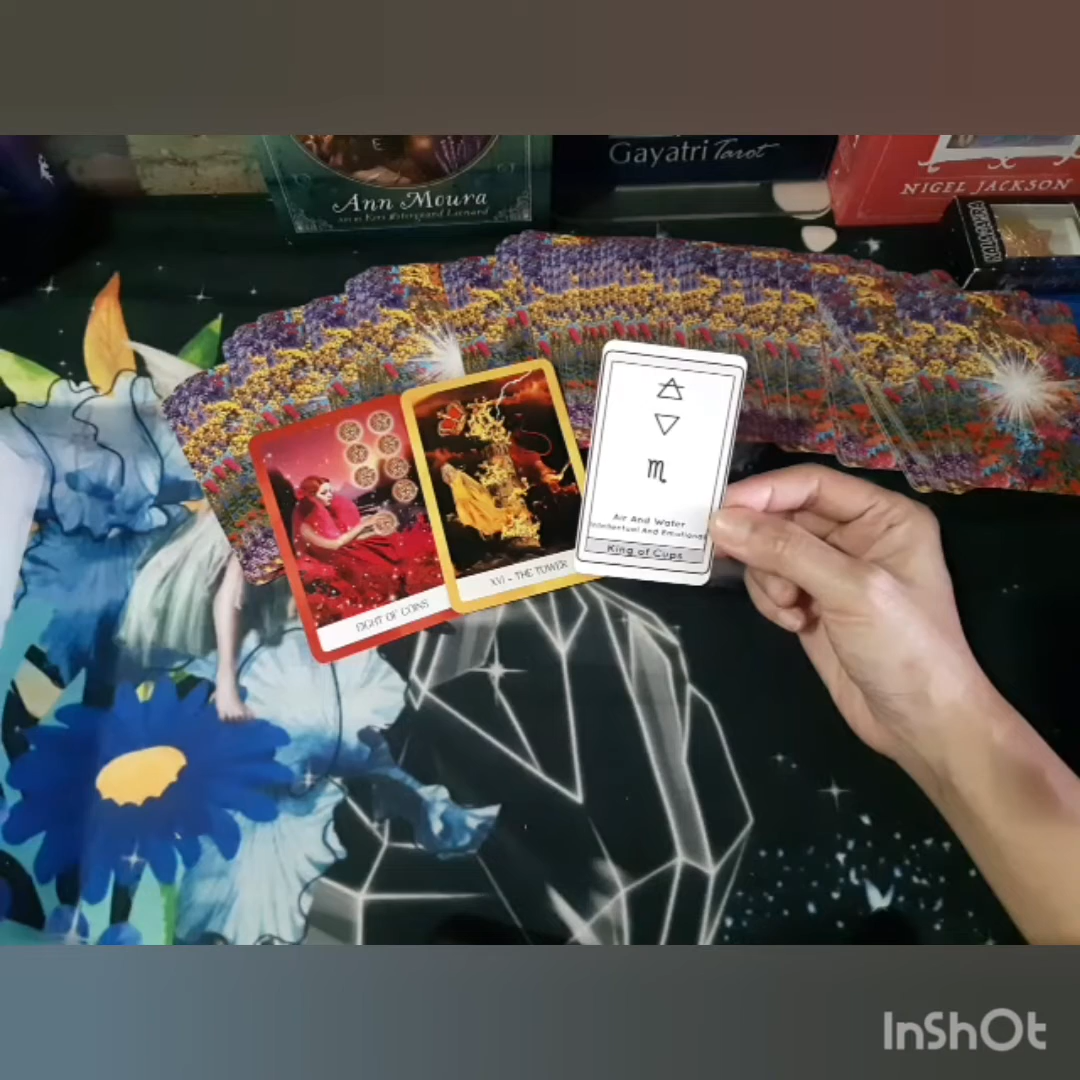 Ann Moura
Gayatri Tarot
NIGEL JACKSON
EIGHT OF COINS
XVI - THE TOWER
Air And Water
Intellectual And Emotional
King of Cups
InShOt